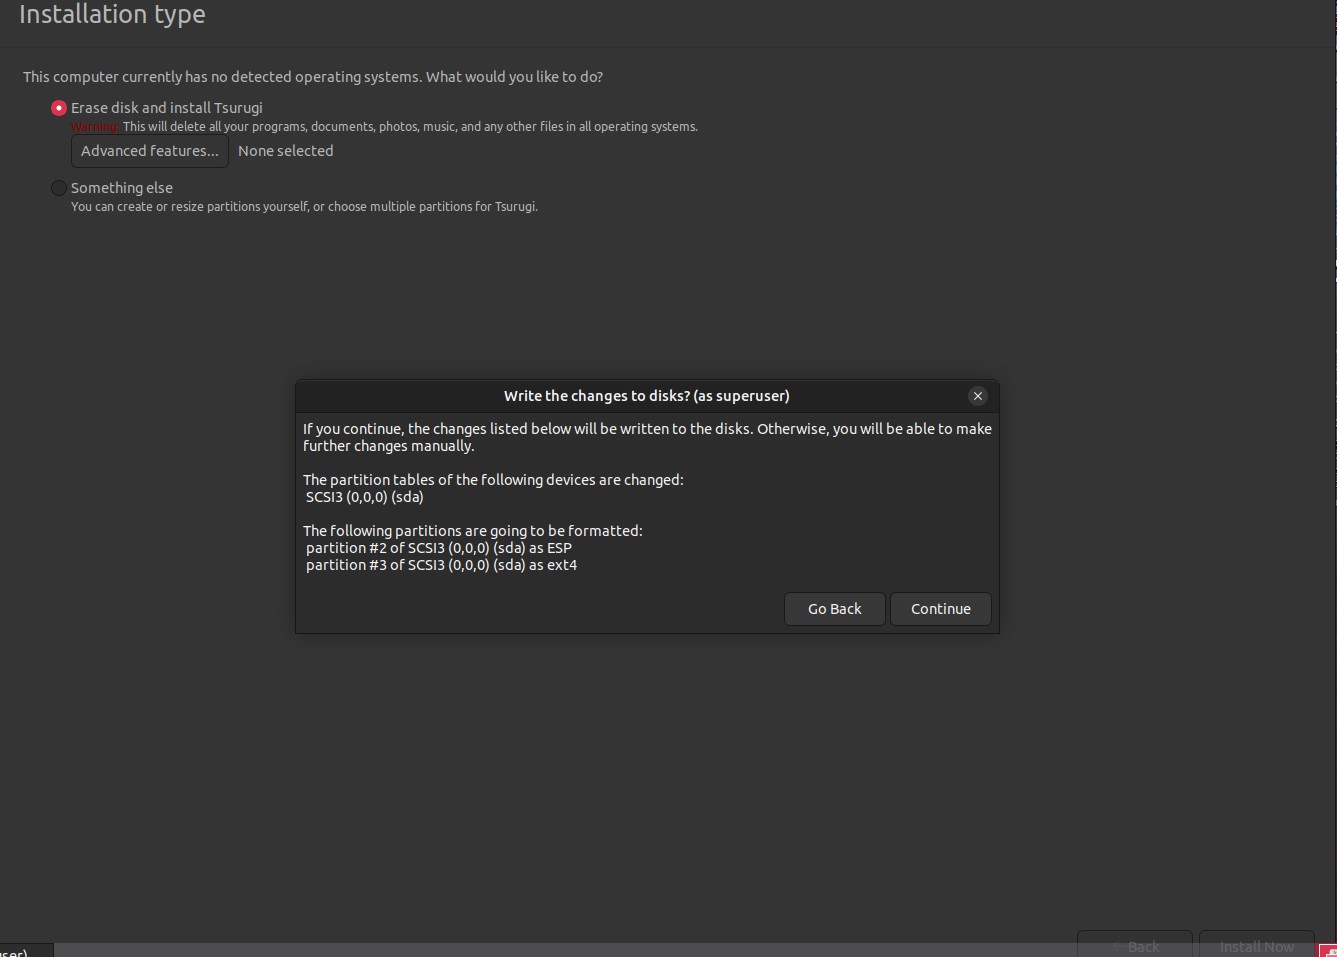 Installation type
This computer currently has no detected operating systems. What would you like to do?
Erase disk and install Tsurugi
Warning: This will delete all your programs, documents, photos, music, and any other files in all operating systems.
Advanced features... None selected
Something else
You can create or resize partitions yourself, or choose multiple partitions for Tsurugi.
Write the changes to disks? (as superuser)
If you continue, the changes listed below will be written to the disks. Otherwise, you will be able to make
further changes manually.
The partition tables of the following devices are changed:
SCSI3 (0,0,0) (sda)
The following partitions are going to be formatted:
partition #2 of SCSI3 (0,0,0) (sda) as ESP
partition #3 of SCSI3 (0,0,0) (sda) as ext4
Go Back Continue
Back Install Now
user)